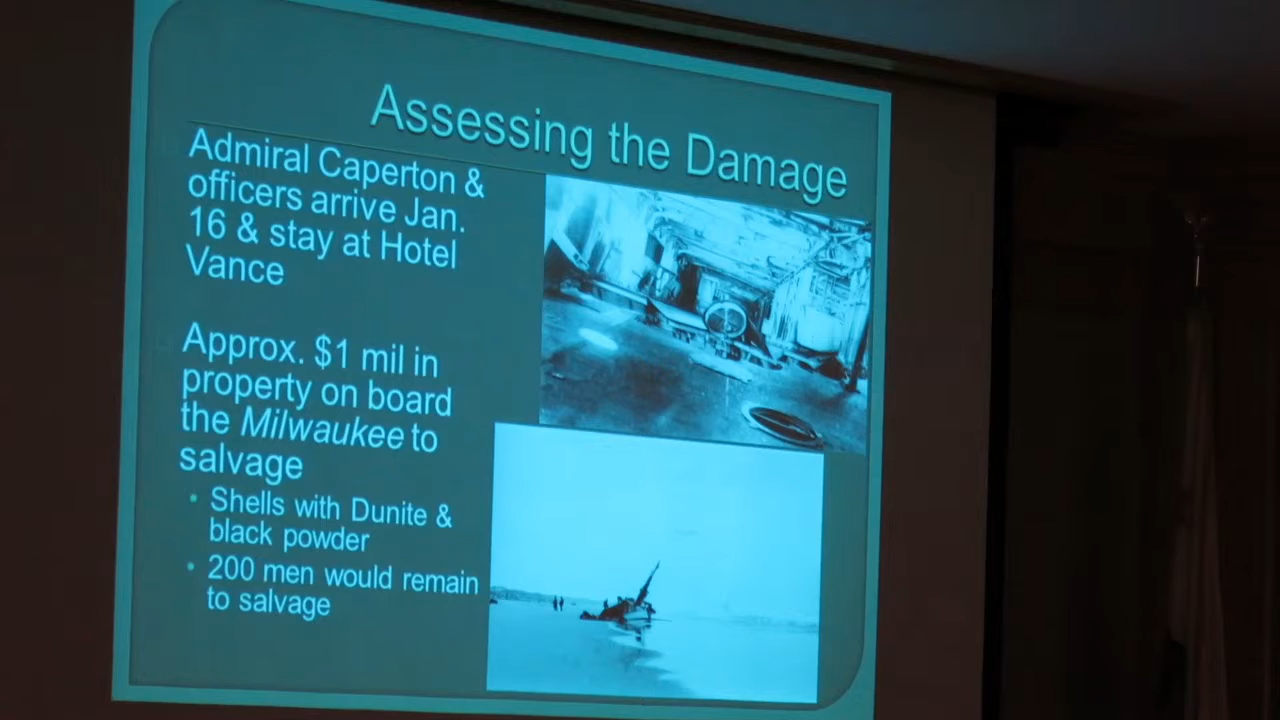 Assessing the Damage
Admiral Caperton &
officers arrive Jan.
16 & stay at Hotel
Vance
Approx. $1 mil in
property on board
the Milwaukee to
salvage
• Shells with Dunite &
black powder
• 200 men would remain
to salvage